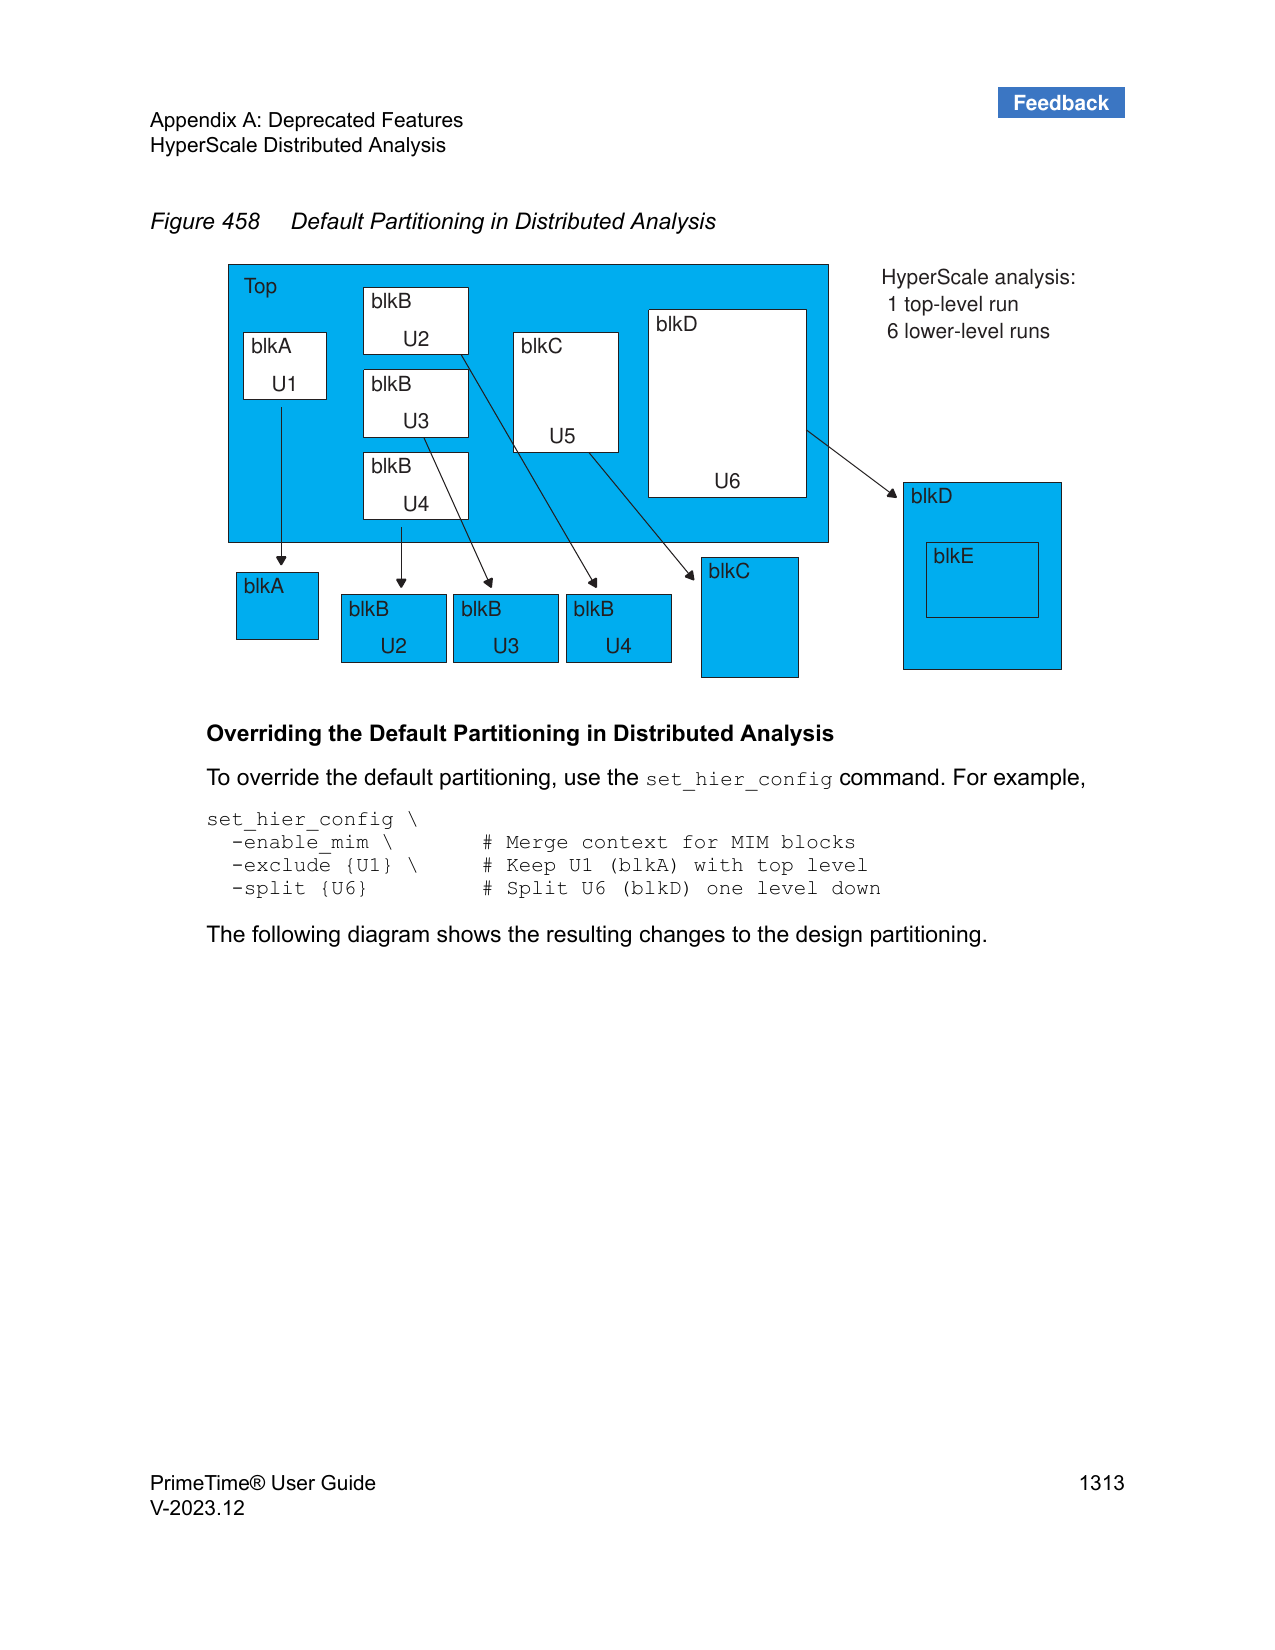 Feedback
Appendix A: Deprecated Features
HyperScale Distributed Analysis
Figure 458 Default Partitioning in Distributed Analysis
Top
blkA
U1
blkB
U2
blkB
U3
blkB
U4
blkC
U5
blkD
U6
HyperScale analysis:
1 top-level run
6 lower-level runs
blkA
blkB
U2
blkB
U3
blkB
U4
blkC
blkD
blkE
Overriding the Default Partitioning in Distributed Analysis
To override the default partitioning, use the set_hier_config command. For example,
set_hier_config \
-enable_mim \ # Merge context for MIM blocks
-exclude {U1} \ # Keep U1 (blkA) with top level
-split {U6} # Split U6 (blkD) one level down
The following diagram shows the resulting changes to the design partitioning.
PrimeTime® User Guide 1313
V-2023.12